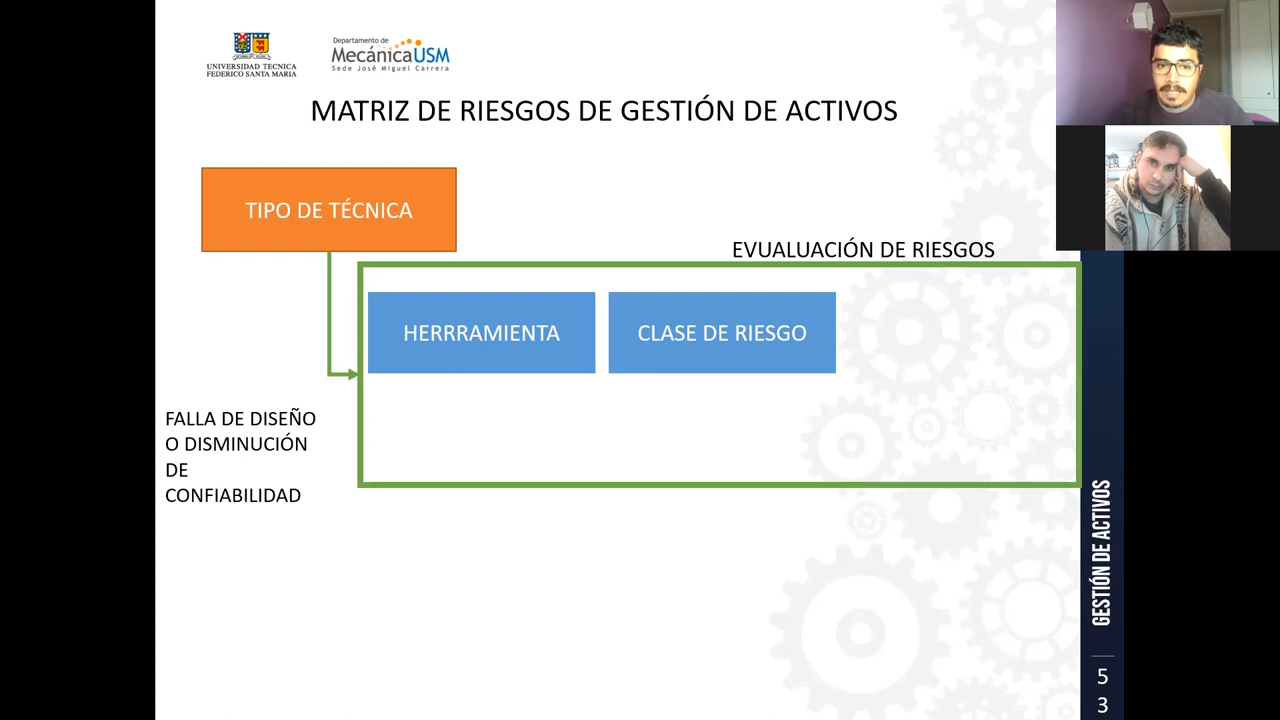 UNIVERSIDAD TECNICA
FEDERICO SANTA MARIA
Departamento de
MecánicaUSM
Sede José Miguel Carrera
MATRIZ DE RIESGOS DE GESTIÓN DE ACTIVOS
TIPO DE TÉCNICA
EVUALUACIÓN DE RIESGOS
HERRRAMIENTA
CLASE DE RIESGO
FALLA DE DISEÑO
O DISMINUCIÓN
DE
CONFIABILIDAD
GESTIÓN DE ACTIVOS
5
3